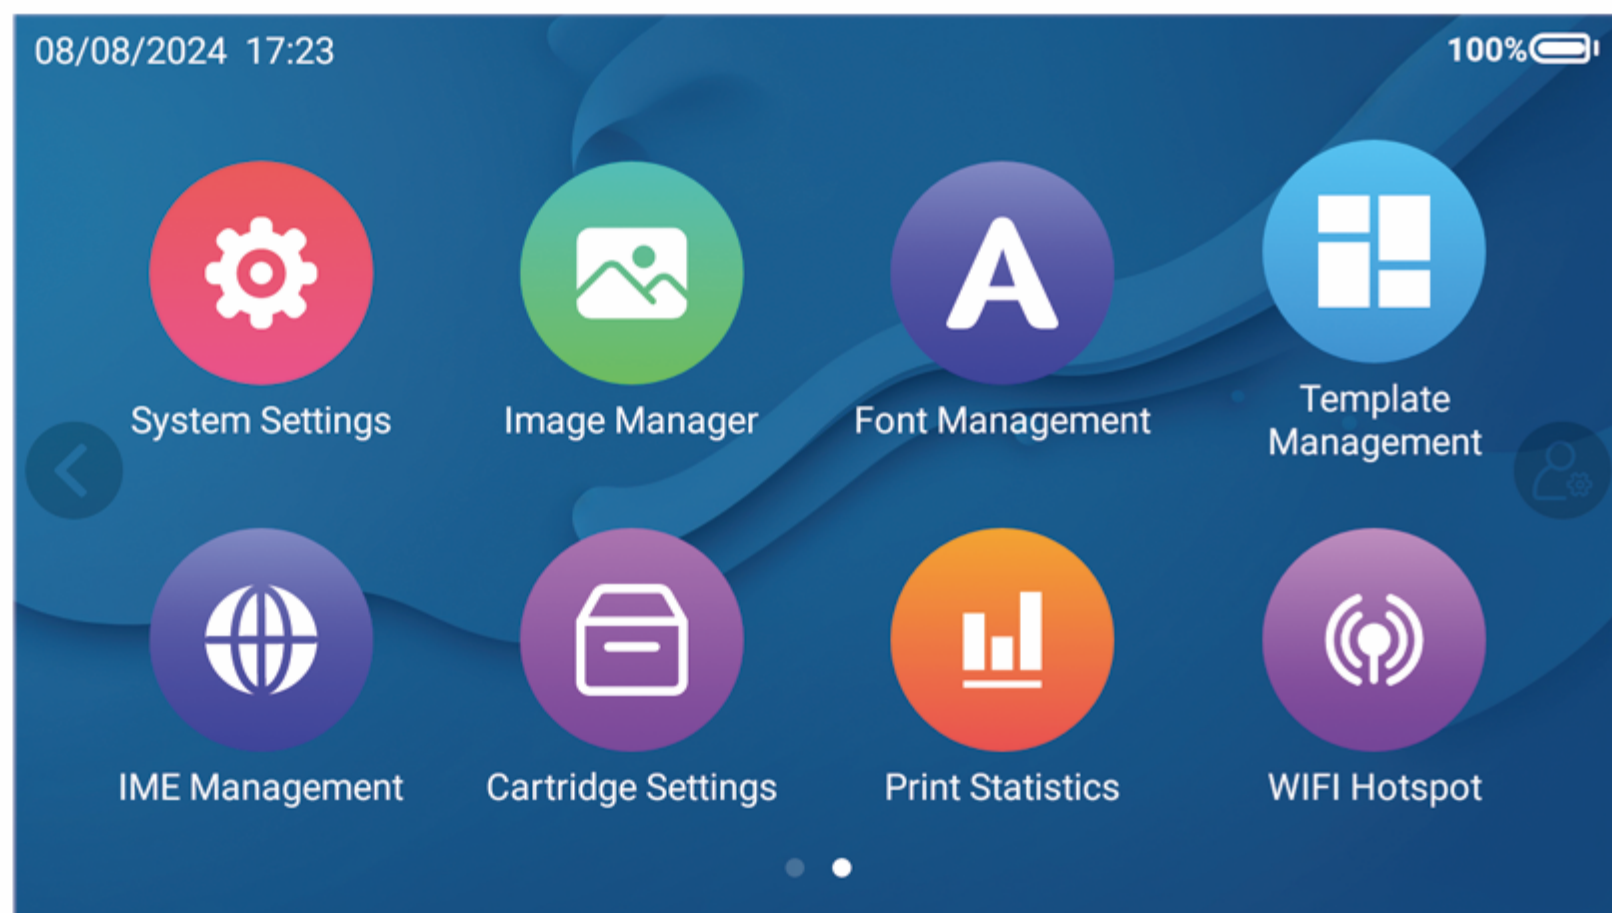 08/08/2024 17:23
100%
System Settings
Image Manager
Font Management
Template
Management
IME Management
Cartridge Settings
Print Statistics
WIFI Hotspot